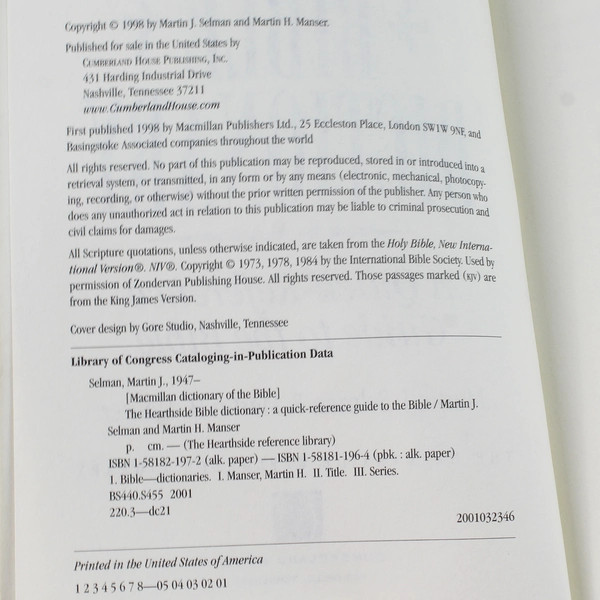 Copyright © 1998 by Martin J. Selman and Martin H. Manser.
Published for sale in the United States by
CUMBERLAND HOUSE PUBLISHING, INC.
431 Harding Industrial Drive
Nashville, Tennessee 37211
www.CumberlandHouse.com
First published 1998 by Macmillan Publishers Ltd., 25 Eccleston Place, London SW1W 9NF, and
Basingstoke Associated companies throughout the world
All rights reserved. No part of this publication may be reproduced, stored in or introduced into a
retrieval system, or transmitted, in any form or by any means (electronic, mechanical, photocopy-
ing, recording, or otherwise) without the prior written permission of the publisher. Any person who
does any unauthorized act in relation to this publication may be liable to criminal prosecution and
civil claims for damages.
All Scripture quotations, unless otherwise indicated, are taken from the Holy Bible, New Interna-
tional Version®. NIV®. Copyright © 1973, 1978, 1984 by the International Bible Society. Used by
permission of Zondervan Publishing House. All rights reserved. Those passages marked (KJV) are
from the King James Version.
Cover design by Gore Studio, Nashville, Tennessee
Library of Congress Cataloging-in-Publication Data
Selman, Martin J., 1947–
[Macmillan dictionary of the Bible]
The Hearthside Bible dictionary : a quick-reference guide to the Bible / Martin J.
Selman and Martin H. Manser
p. cm. — (The Hearthside reference library)
ISBN 1-58182-197-2 (alk. paper) — ISBN 1-58181-196-4 (pbk. : alk. paper)
1. Bible—dictionaries. I. Manser, Martin H. II. Title. III. Series.
BS440.S455 2001
220.3—dc21
2001032346
Printed in the United States of America
1 2 3 4 5 6 7 8—05 04 03 02 01